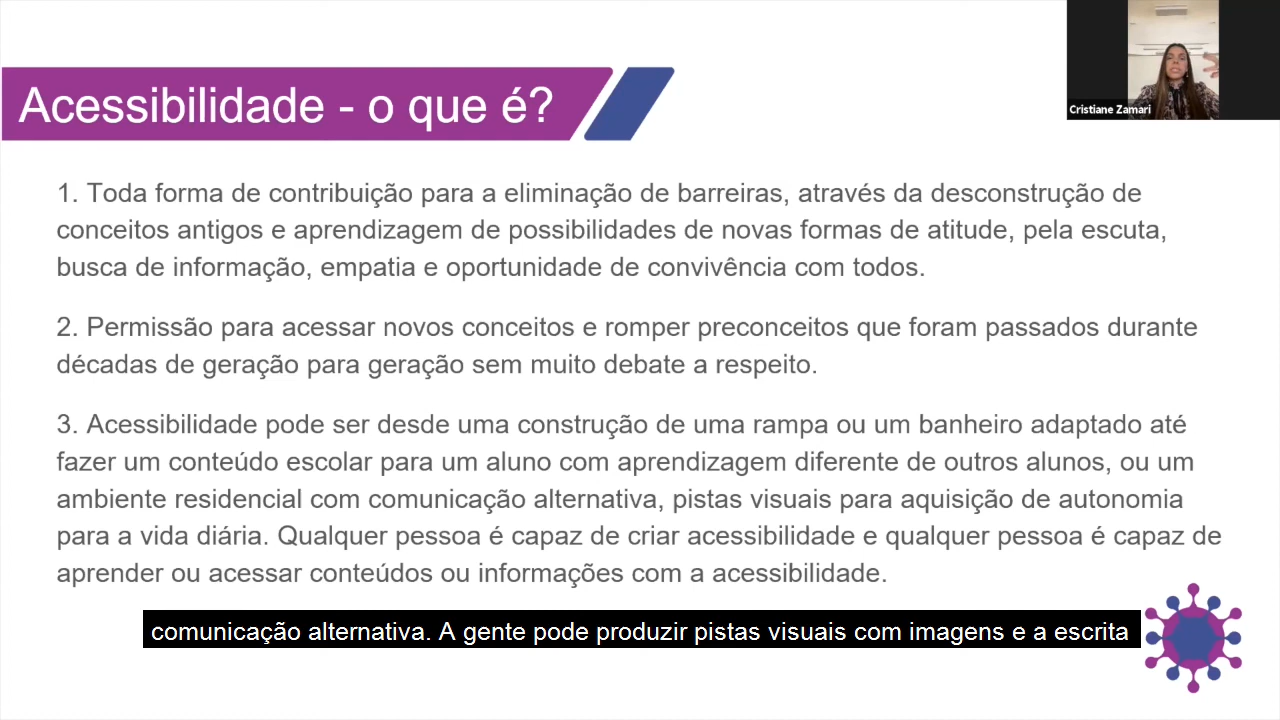 Acessibilidade - o que é?
Cristiane Zamari
1. Toda forma de contribuição para a eliminação de barreiras, através da desconstrução de
conceitos antigos e aprendizagem de possibilidades de novas formas de atitude, pela escuta,
busca de informação, empatia e oportunidade de convivência com todos.
2. Permissão para acessar novos conceitos e romper preconceitos que foram passados durante
décadas de geração para geração sem muito debate a respeito.
3. Acessibilidade pode ser desde uma construção de uma rampa ou um banheiro adaptado até
fazer um conteúdo escolar para um aluno com aprendizagem diferente de outros alunos, ou um
ambiente residencial com comunicação alternativa, pistas visuais para aquisição de autonomia
para a vida diária. Qualquer pessoa é capaz de criar acessibilidade e qualquer pessoa é capaz de
aprender ou acessar conteúdos ou informações com a acessibilidade.
comunicação alternativa. A gente pode produzir pistas visuais com imagens e a escrita